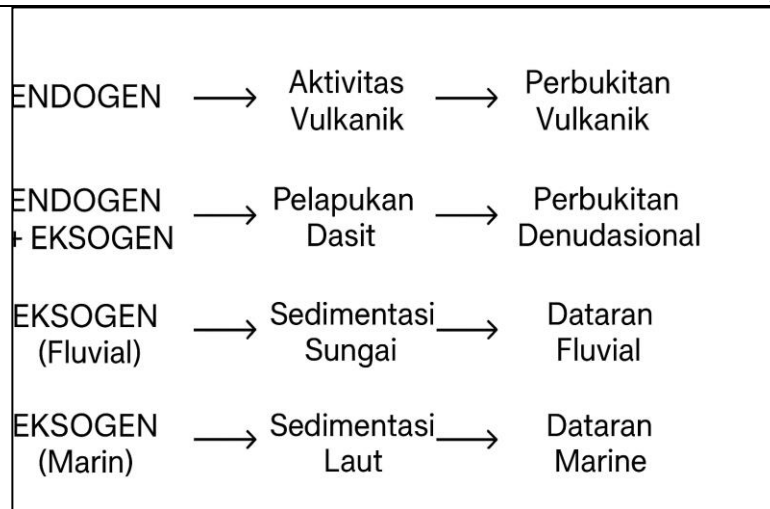 ENDOGEN → Aktivitas Vulkanik → Perbukitan Vulkanik
ENDOGEN + EKSOGEN → Pelapukan Dasit → Perbukitan Denudasional
EKSOGEN (Fluvial) → Sedimentasi Sungai → Dataran Fluvial
EKSOGEN (Marin) → Sedimentasi Laut → Dataran Marine